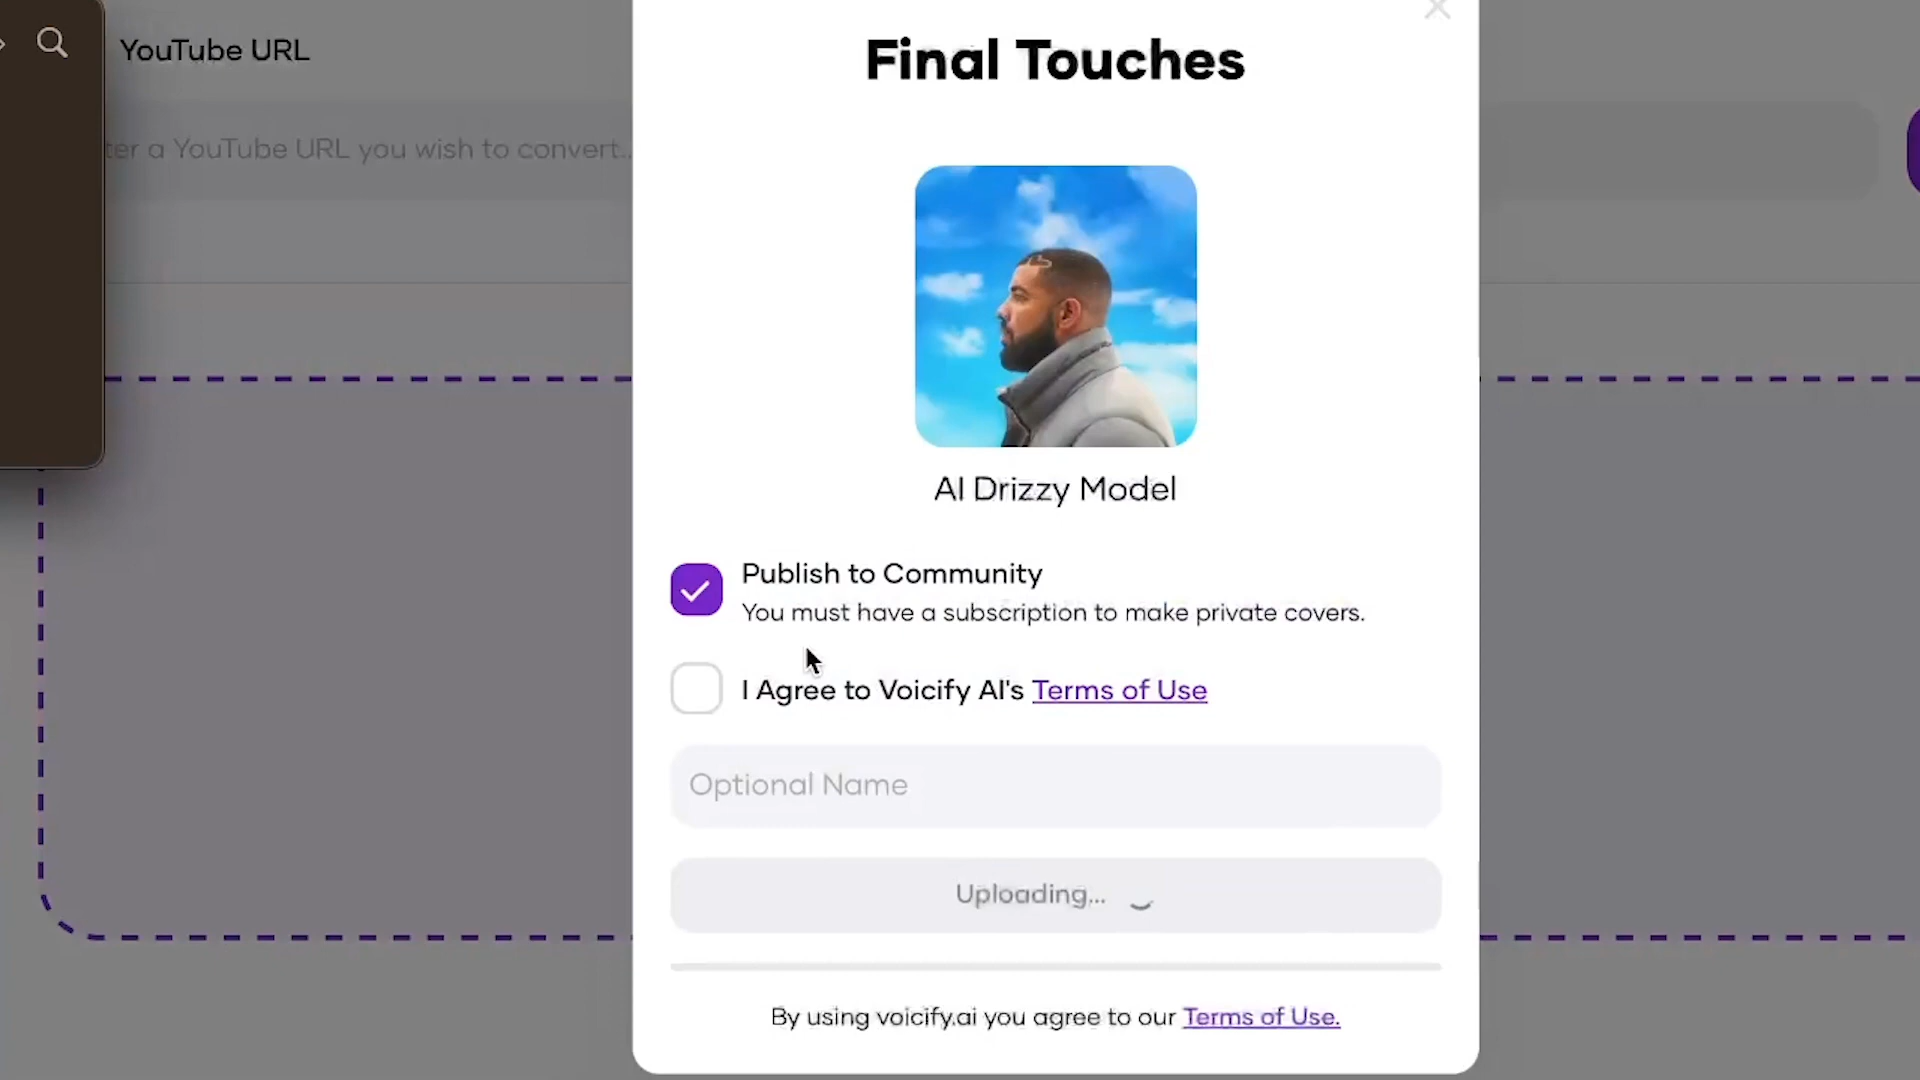 YouTube URL
ter a YouTube URL you wish to convert..
Final Touches
AI Drizzy Model
Publish to Community
You must have a subscription to make private covers.
I Agree to Voicify AI's Terms of Use
Optional Name
Uploading...
By using voicify.ai you agree to our Terms of Use.